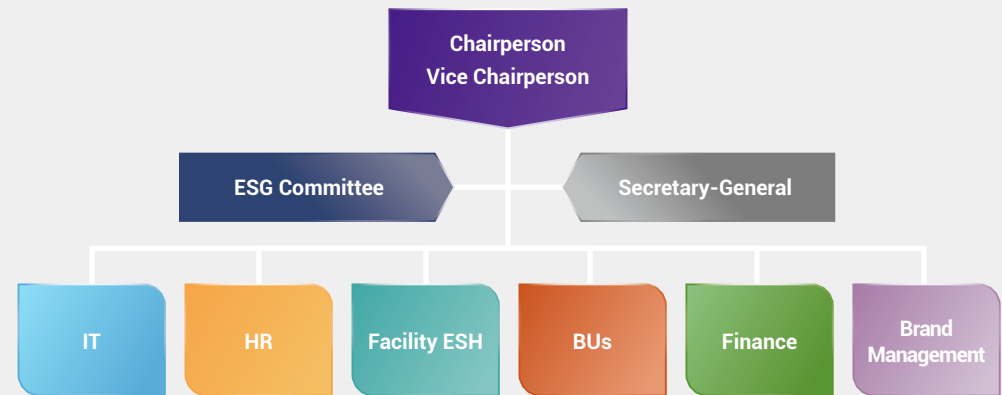 Chairperson
Vice Chairperson
ESG Committee
Secretary-General
IT
HR
Facility ESH
BUs
Finance
Brand
Management